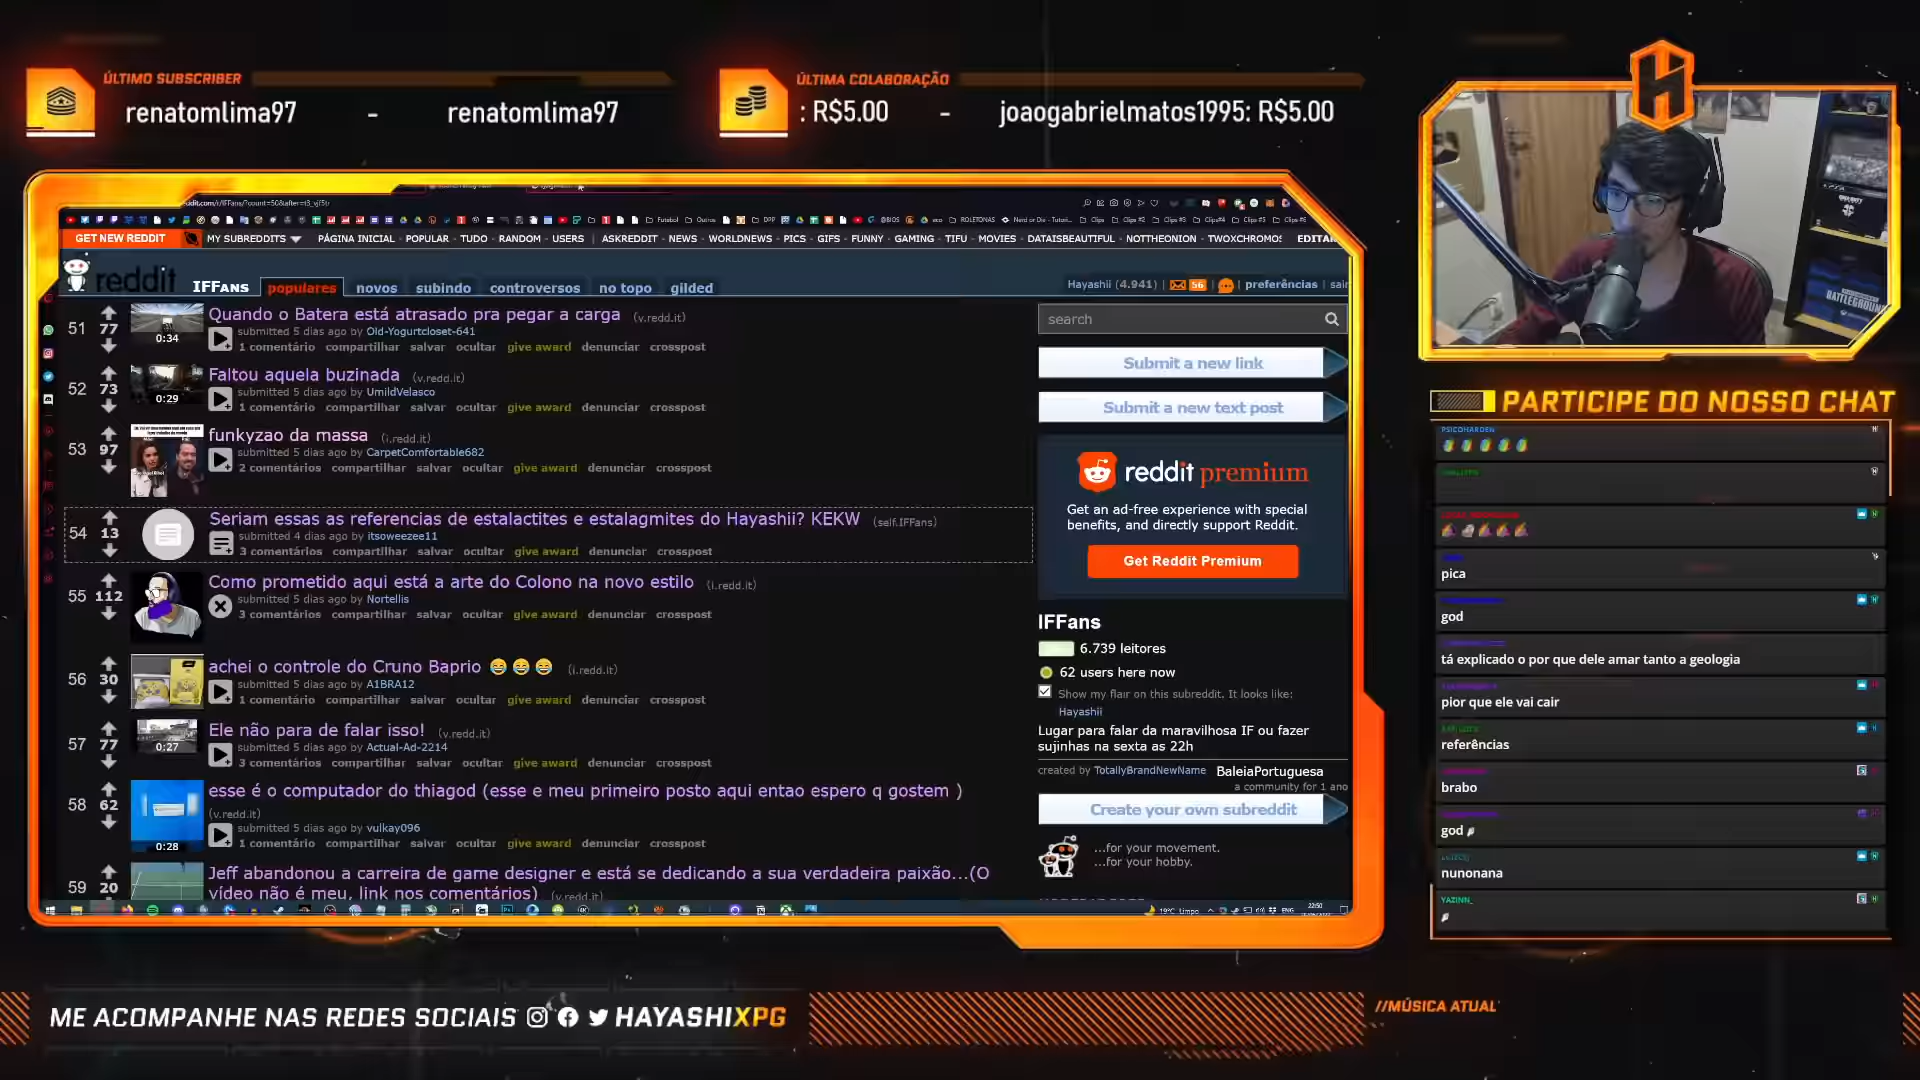 ÚLTIMO SUBSCRIBER
renatomlima97 - renatomlima97
ÚLTIMA COLABORAÇÃO
: R$5.00 - joaogabrielmatos1995: R$5.00
GET NEW REDDIT MY SUBREDDITS PÁGINA INICIAL - POPULAR - TUDO - RANDOM - USERS | ASKREDDIT - NEWS - WORLDNEWS - PICS - GIFS - FUNNY - GAMING - TIFU - MOVIES - DATAISBEAUTIFUL - NOTTHEONION - TWOXCHROMOS EDITAR
reddit IFFANS populares novos subindo controversos no topo gilded
Hayashii (4.941) | 56 | preferências | sair
51 77 0:34 Quando o Batera está atrasado pra pegar a carga (v.redd.it)
submitted 5 dias ago by Old-Yogurtcloset-641
1 comentário compartilhar salvar ocultar give award denunciar crosspost
52 73 0:29 Faltou aquela buzinada (v.redd.it)
submitted 5 dias ago by UmildVelasco
1 comentário compartilhar salvar ocultar give award denunciar crosspost
53 97 funkyzao da massa (i.redd.it)
submitted 5 dias ago by CarpetComfortable682
2 comentários compartilhar salvar ocultar give award denunciar crosspost
54 13 Seriam essas as referencias de estalactites e estalagmites do Hayashii? KEKW (self.IFFans)
submitted 4 dias ago by itsoweezee11
3 comentários compartilhar salvar ocultar give award denunciar crosspost
55 112 Como prometido aqui está a arte do Colono na novo estilo (i.redd.it)
submitted 5 dias ago by Nortellis
3 comentários compartilhar salvar ocultar give award denunciar crosspost
56 30 achei o controle do Cruno Baprio 😂 😂 😂 (i.redd.it)
submitted 5 dias ago by A1BRA12
1 comentário compartilhar salvar ocultar give award denunciar crosspost
57 77 0:27 Ele não para de falar isso! (v.redd.it)
submitted 5 dias ago by Actual-Ad-2214
3 comentários compartilhar salvar ocultar give award denunciar crosspost
58 62 0:28 esse é o computador do thiagod (esse e meu primeiro posto aqui entao espero q gostem )
(v.redd.it)
submitted 5 dias ago by vulkay096
1 comentário compartilhar salvar ocultar give award denunciar crosspost
59 20 Jeff abandonou a carreira de game designer e está se dedicando a sua verdadeira paixão...(O
vídeo não é meu, link nos comentários) (v.redd.it)
search
Submit a new link
Submit a new text post
reddit premium
Get an ad-free experience with special
benefits, and directly support Reddit.
Get Reddit Premium
IFFans
6.739 leitores
62 users here now
Show my flair on this subreddit. It looks like:
Hayashii
Lugar para falar da maravilhosa IF ou fazer
sujinhas na sexta as 22h
created by TotallyBrandNewName BaleiaPortuguesa
a community for 1 ano
Create your own subreddit
...for your movement.
...for your hobby.
19°C Limpo ENG 22:50
PARTICIPE DO NOSSO CHAT
PSICOHARDEN
pica
god
tá explicado o por que dele amar tanto a geologia
pior que ele vai cair
referências
brabo
god
nunonana
YAZINN_
ME ACOMPANHE NAS REDES SOCIAIS HAYASHIXPG
//MÚSICA ATUAL